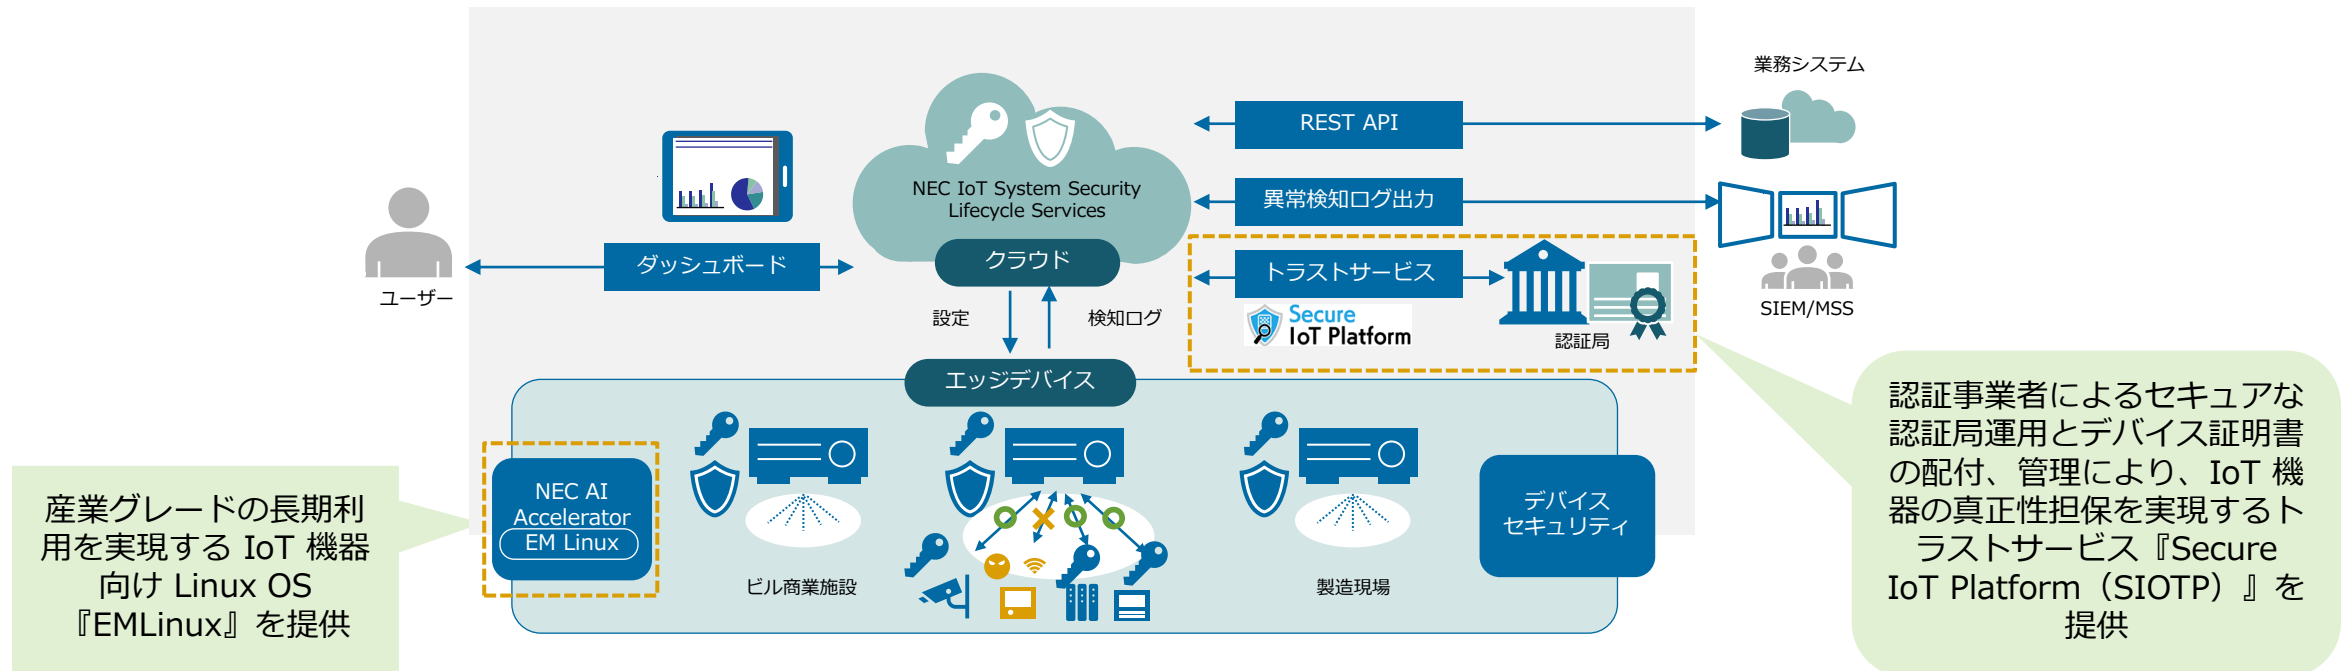 業務システム
REST API
NEC IoT System Security
Lifecycle Services
異常検知ログ出力
クラウド
トラストサービス
ダッシュボード
ユーザー
設定
検知ログ
Secure
IoT Platform
認証局
SIEM/MSS
エッジデバイス
認証事業者によるセキュアな
認証局運用とデバイス証明書
の配付、管理により、IoT 機
器の真正性担保を実現するト
ラストサービス『Secure
IoT Platform（SIOTP）』を
提供
産業グレードの長期利
用を実現する IoT 機器
向け Linux OS
『EMLinux』を提供
NEC AI
Accelerator
EM Linux
デバイス
セキュリティ
ビル商業施設
製造現場